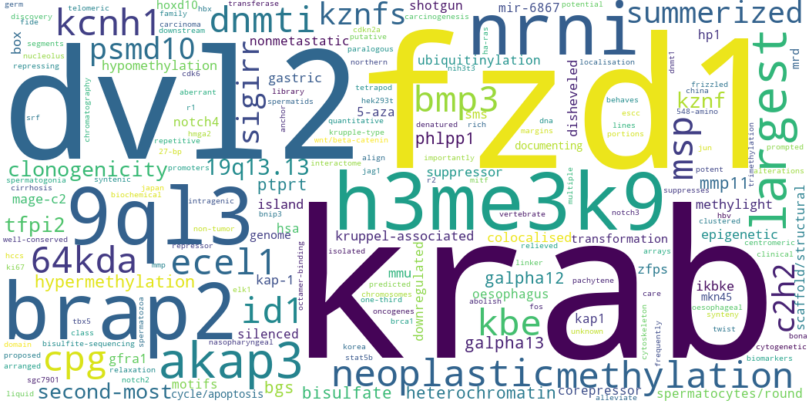 germ
telomeric
family
hoxd10
hbx
transferase
carcinogenesis
shotgun
mir-6867
potential
summarized
discovery
fide
kcnh1
carcinoma
downstream
dnmti
kznfs
cdkn2a
putative
paralogous
nrni
hp1
box
segments
nucleolus
psmd10
nonmetastatic
ha-ras
dnmt1
mrd
repressing
hypomethylation
cdk6
gastric
northern
ubiquitinylation
nih3t3
localisation
frizzled
china
dvl2
fzd1
largest
chromatography
aberrant
r1
sigirr
library
spermatids
tetrapod
hek293t
bmp3
sms
disheveled
behaves
escc
kznf
548-amino
srf
notch4
hmga2
anchor
5-aza
quantitative
denatured
rich
dna
lines
msp
jun
prompted
repetitive
27-bp
krupple-type
wnt/beta-catenin
phlpp1
margins
portions
potent
alterations
clonogenicity
promoters
19q13.13
interactome
align
importantly
documenting
mmp11
trimethylation
spermatogonia
syntenic
ptprt
jag1
suppressor
suppresses
methylight
mage-c2
cirrhosis
japan
biochemical
intragenic
r2
mitf
multiple
notch3
hbv
tfpi2
9q13
bnip3
island
h3me3k9
vertebrate
clustered
epigenetic
centromeric
well-conserved
non-tumor
hsa
genome
kruppel-associated
colocalised
transformation
arrays
clinical
hccs
ki67
64kda
mmp
repressor
ecel1
kap-1
isolated
relieved
linker
zfps
synteny
scaffold/structural
hypermethylation
octamer-binding
mmu
predicted
chromosomes
downregulated
galpha12
pachytene
care
ikbke
oesophageal
c2h2
brap2
spermatozoa
elk1
id1
one-third
oncogenes
oesophagus
abolish
fos
mkn45
tbx5
class
silenced
brca1
kbe
kap1
unknown
cytoskeleton
frequently
twist
cytogenetic
domain
bisulfite-sequencing
nasopharyngeal
krab
galpha13
bona
proposed
arranged
cpg
gfra1
relaxation
akap3
korea
stat5b
biomarkers
sgc7901
notch2
motifs
neoplastic
methylation
liquid
second-most
cycle/apoptosis
bgs
bisulfate
heterochromatin
corepressor
alleviate
spermatocytes/round